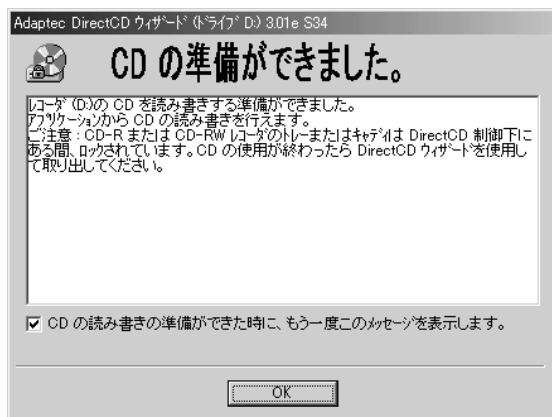 Adaptec DirectCD ｳｨｻﾞｰﾄﾞ (ﾄﾞﾗｲﾌﾞ D:) 3.01e S34
CD の準備ができました。
ﾚｺｰﾀﾞ (D:)の CD を読み書きする準備ができました。
ｱﾌﾟﾘｹｰｼｮﾝから CD の読み書きを行えます。
ご注意 : CD-R または CD-RW ﾚｺｰﾀﾞのﾄﾚｰまたはｷｬﾃﾞｨは DirectCD 制御下に
ある間、ﾛｯｸされています。CD の使用が終わったら DirectCD ｳｨｻﾞｰﾄﾞを使用し
て取り出してください。
CD の読み書きの準備ができた時に、もう一度このﾒｯｾｰｼﾞを表示します。
OK